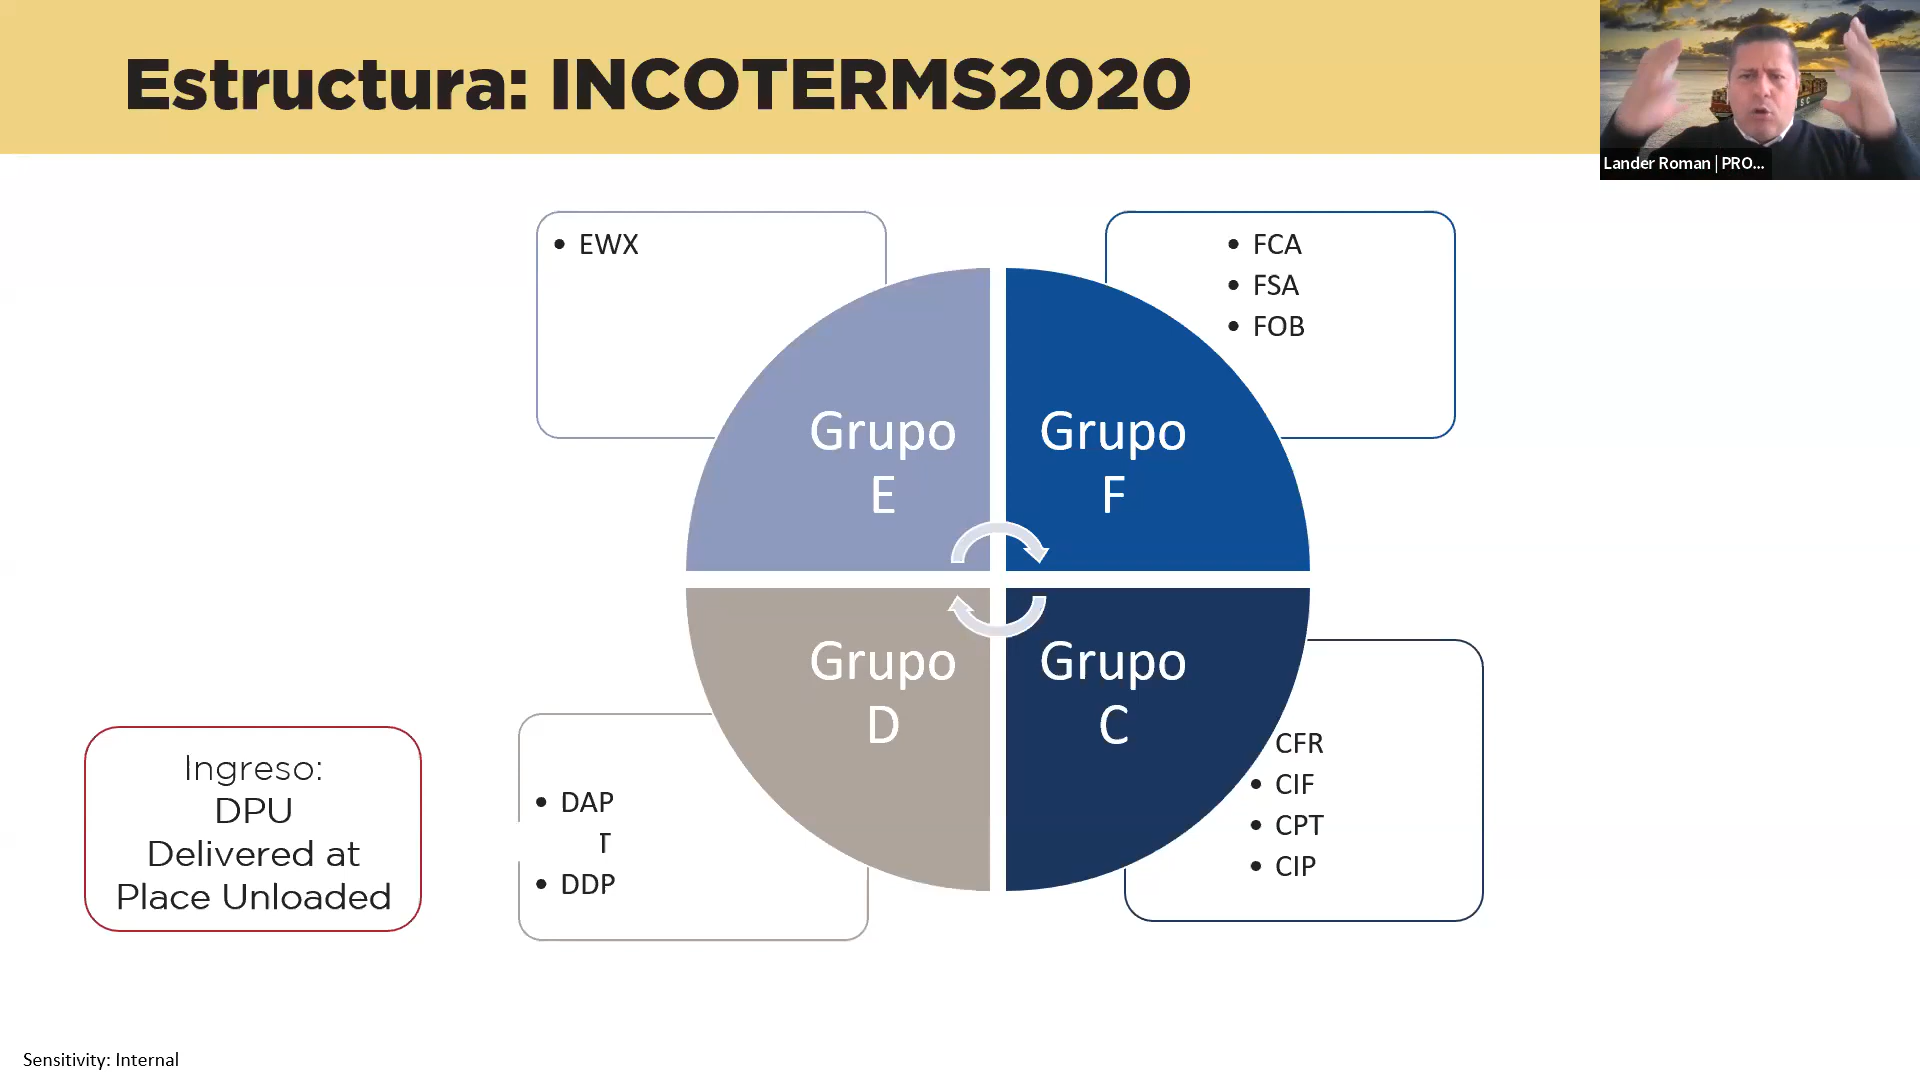 Estructura: INCOTERMS2020
Lander Roman | PRO...
• EWX
• FCA
• FSA
• FOB
Grupo
E
Grupo
F
Grupo
D
Grupo
C
CFR
• CIF
• CPT
• CIP
• DAP
T
• DDP
Ingreso:
DPU
Delivered at
Place Unloaded
Sensitivity: Internal